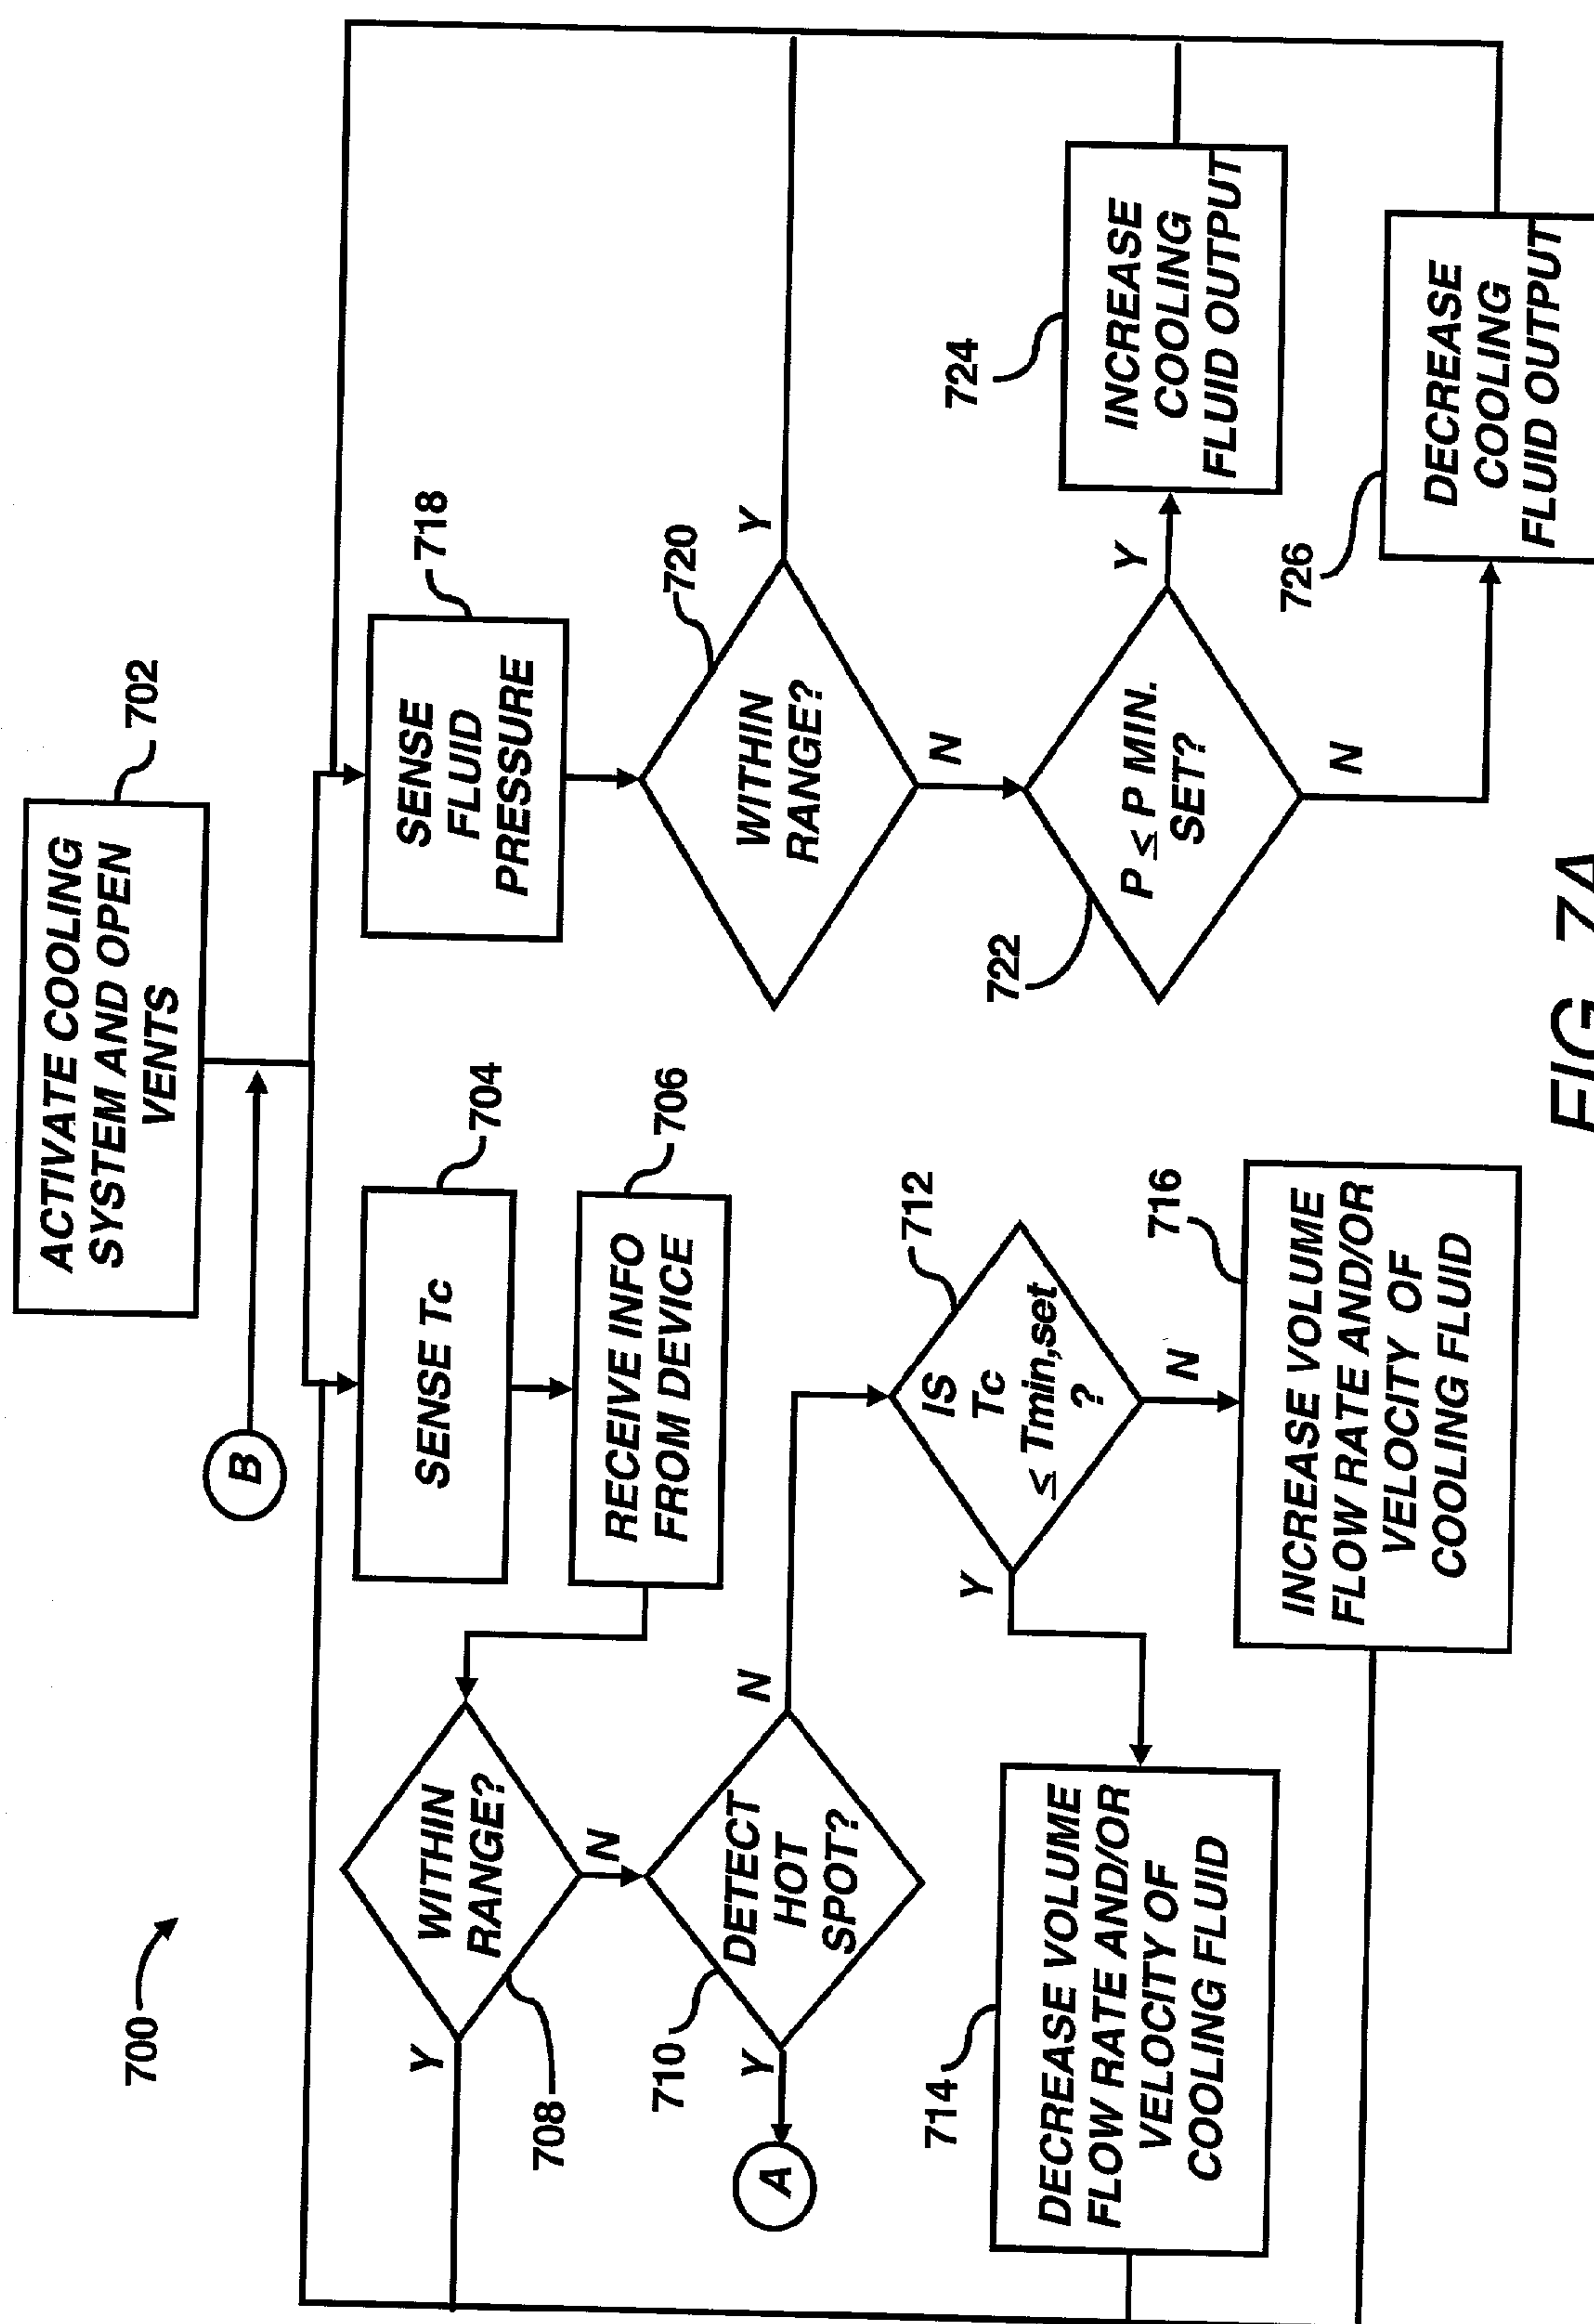 700
ACTIVATE COOLING
SYSTEM AND OPEN
VENTS
702
B
SENSE Tc
704
RECEIVE INFO
FROM DEVICE
706
WITHIN
RANGE?
Y
N
708
DETECT
HOT
SPOT?
710
Y
N
A
IS
Tc
≤ Tmin,set
?
712
Y
N
DECREASE VOLUME
FLOW RATE AND/OR
VELOCITY OF
COOLING FLUID
714
INCREASE VOLUME
FLOW RATE AND/OR
VELOCITY OF
COOLING FLUID
716
SENSE
FLUID
PRESSURE
718
WITHIN
RANGE?
720
Y
N
P ≤ P MIN.
SET?
722
Y
N
INCREASE
COOLING
FLUID OUTPUT
724
DECREASE
COOLING
FLUID OUTPUT
726
FIG. 7A